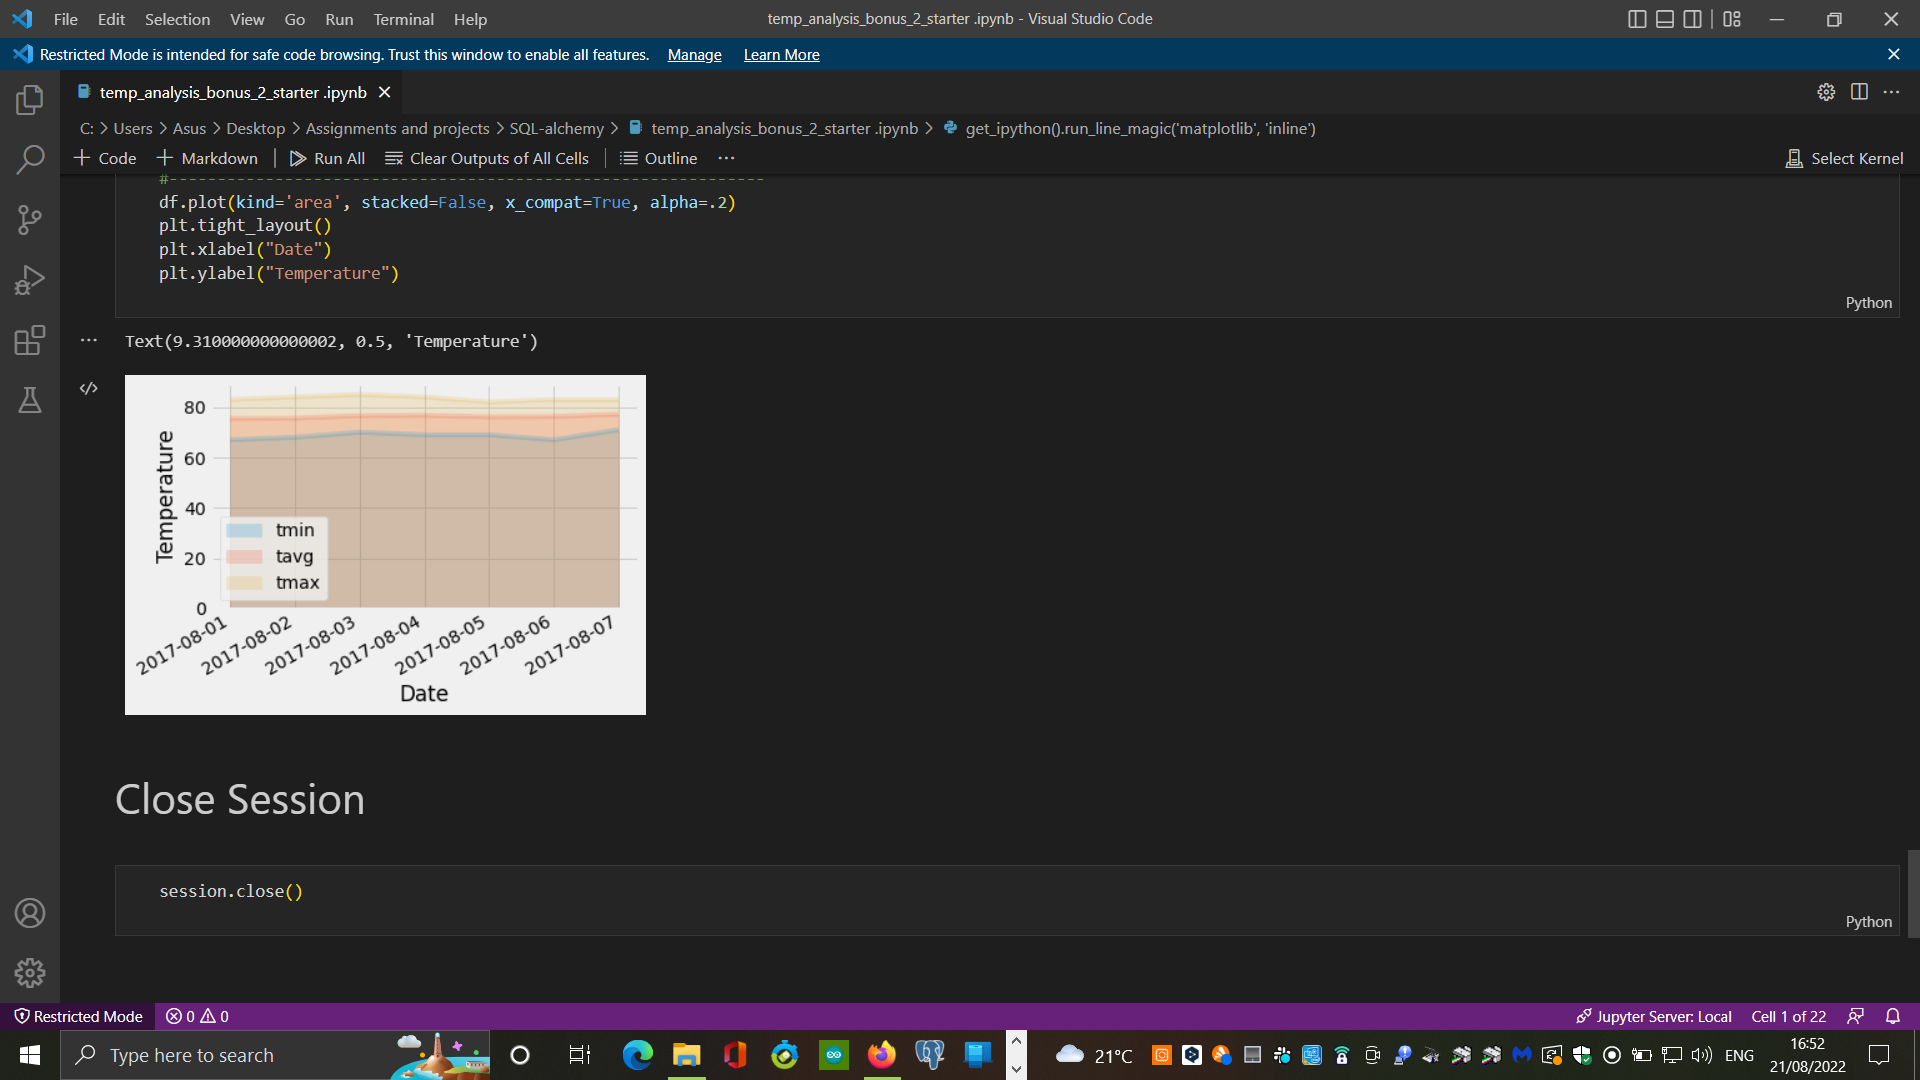 File Edit Selection View Go Run Terminal Help
temp_analysis_bonus_2_starter .ipynb - Visual Studio Code
Restricted Mode is intended for safe code browsing. Trust this window to enable all features. Manage Learn More
temp_analysis_bonus_2_starter .ipynb
C: > Users > Asus > Desktop > Assignments and projects > SQL-alchemy > temp_analysis_bonus_2_starter .ipynb > get_ipython().run_line_magic('matplotlib', 'inline')
+ Code + Markdown | Run All Clear Outputs of All Cells | Outline ···
Select Kernel
#--------------------------------------------------------------
df.plot(kind='area', stacked=False, x_compat=True, alpha=.2)
plt.tight_layout()
plt.xlabel("Date")
plt.ylabel("Temperature")
Python
Text(9.310000000000002, 0.5, 'Temperature')
80
60
40
20
0
Temperature
tmin
tavg
tmax
2017-08-01
2017-08-02
2017-08-03
2017-08-04
2017-08-05
2017-08-06
2017-08-07
Date
Close Session
session.close()
Python
Restricted Mode 0 0
Jupyter Server: Local Cell 1 of 22
Type here to search
21°C
ENG
16:52
21/08/2022